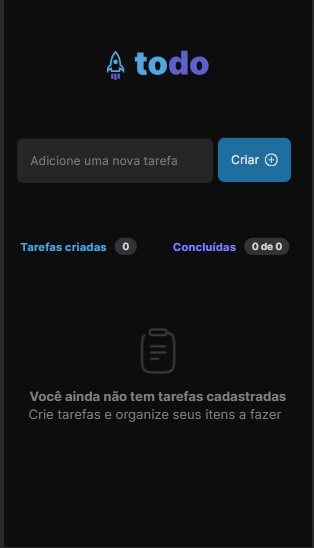 todo
Adicione uma nova tarefa
Criar
Tarefas criadas 0
Concluídas 0 de 0
Você ainda não tem tarefas cadastradas
Crie tarefas e organize seus itens a fazer